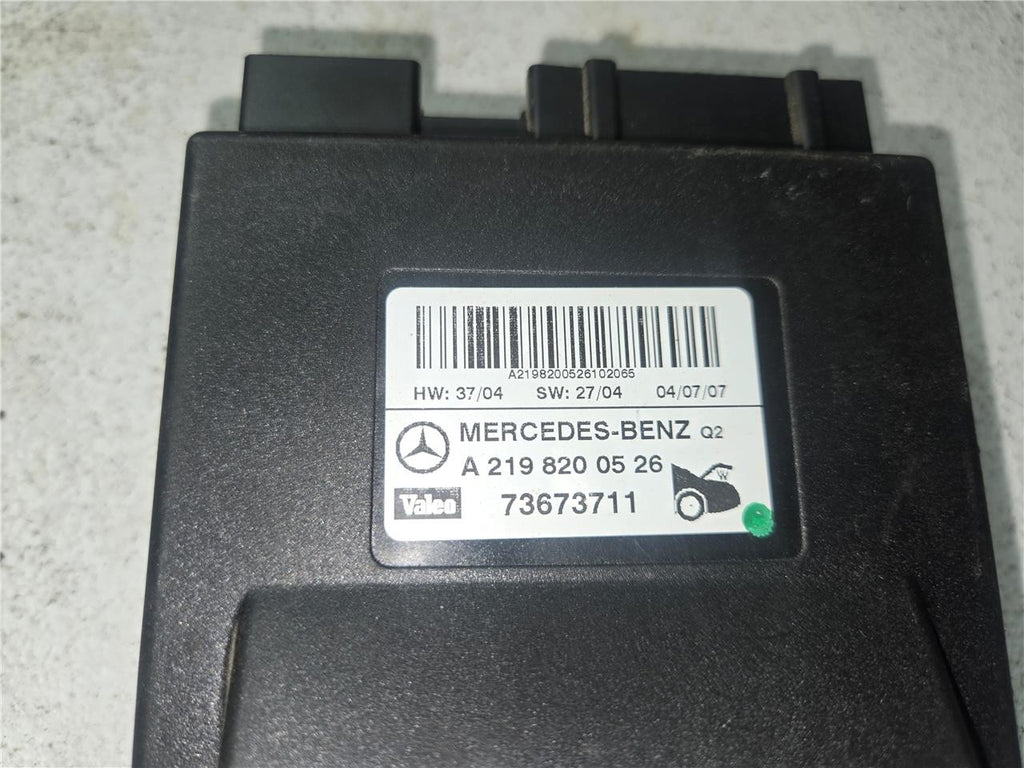 A2198200526102065
HW: 37/04 SW: 27/04 04/07/07
MERCEDES-BENZ Q2
A 219 820 05 26
Valeo 73673711